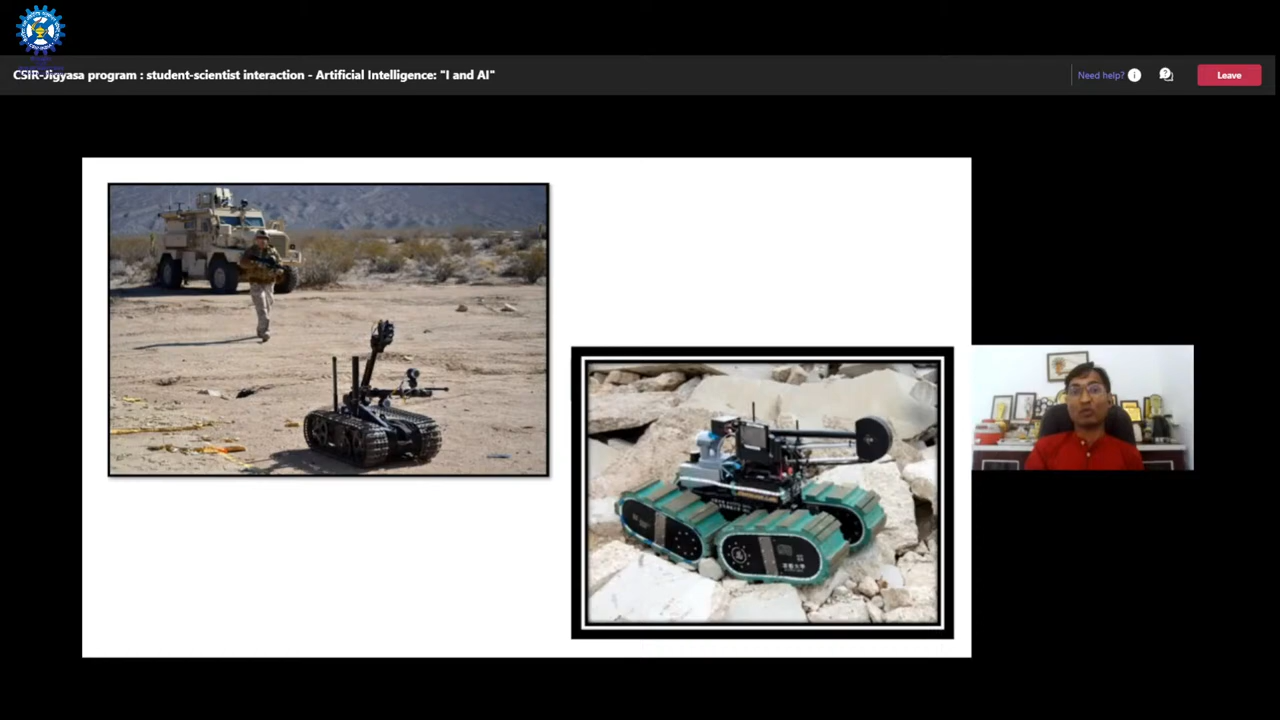 CSIR-Jigyasa program : student-scientist interaction - Artificial Intelligence: "I and AI"
Need help?
Leave